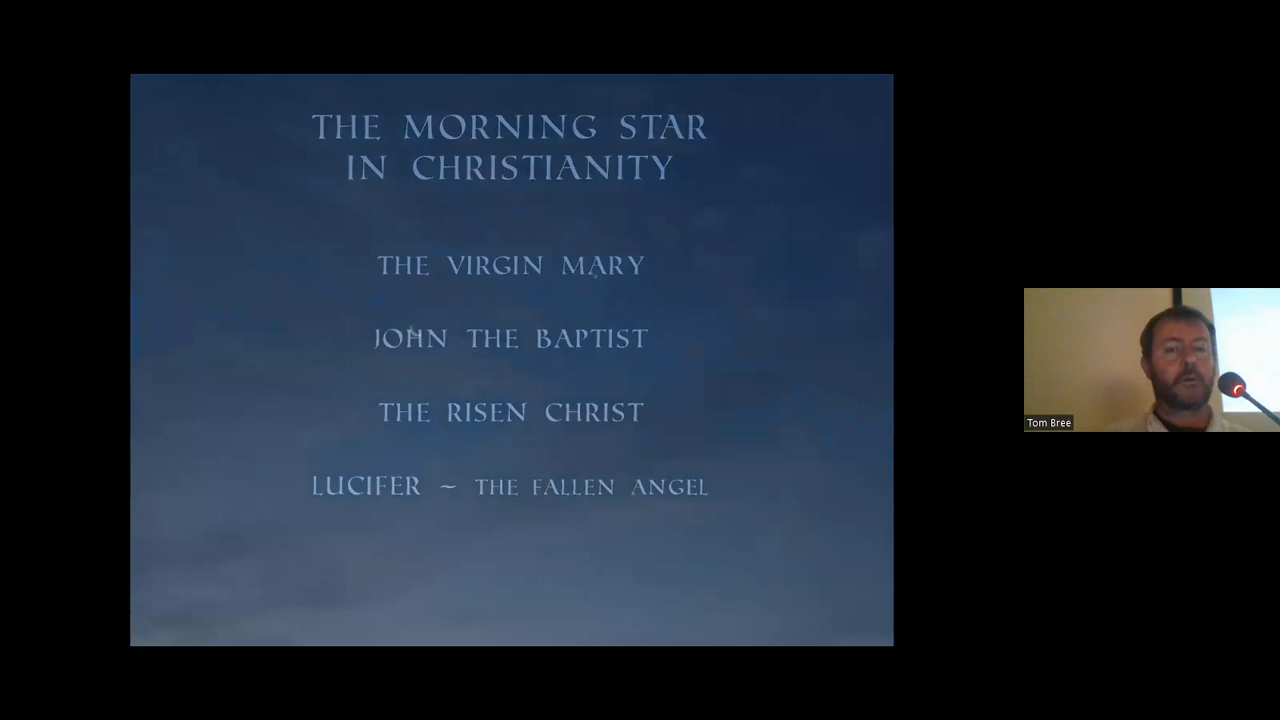 THE MORNING STAR
IN CHRISTIANITY
THE VIRGIN MARY
JOHN THE BAPTIST
THE RISEN CHRIST
LUCIFER ~ THE FALLEN ANGEL
Tom Bree